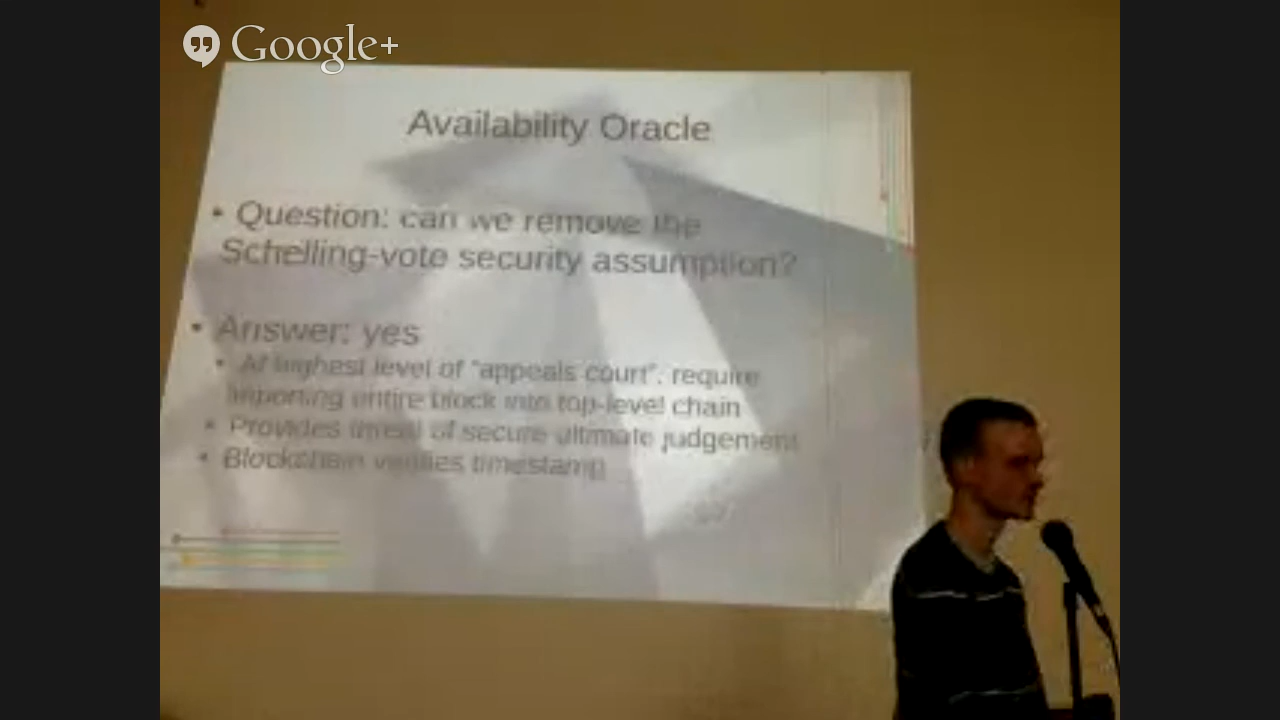 Google+
Availability Oracle
• Question: can we remove the
Schelling-vote security assumption?
• Answer: yes
• At highest level of "appeals court", require
importing entire block into top-level chain
• Provides threat of secure ultimate judgement
• Blockchain verifies timestamp